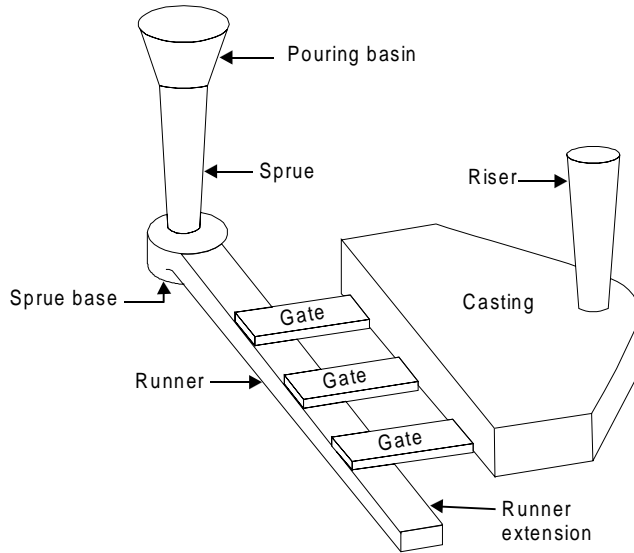 Pouring basin
Sprue
Riser
Sprue base
Casting
Gate
Runner
Gate
Gate
Runner
extension